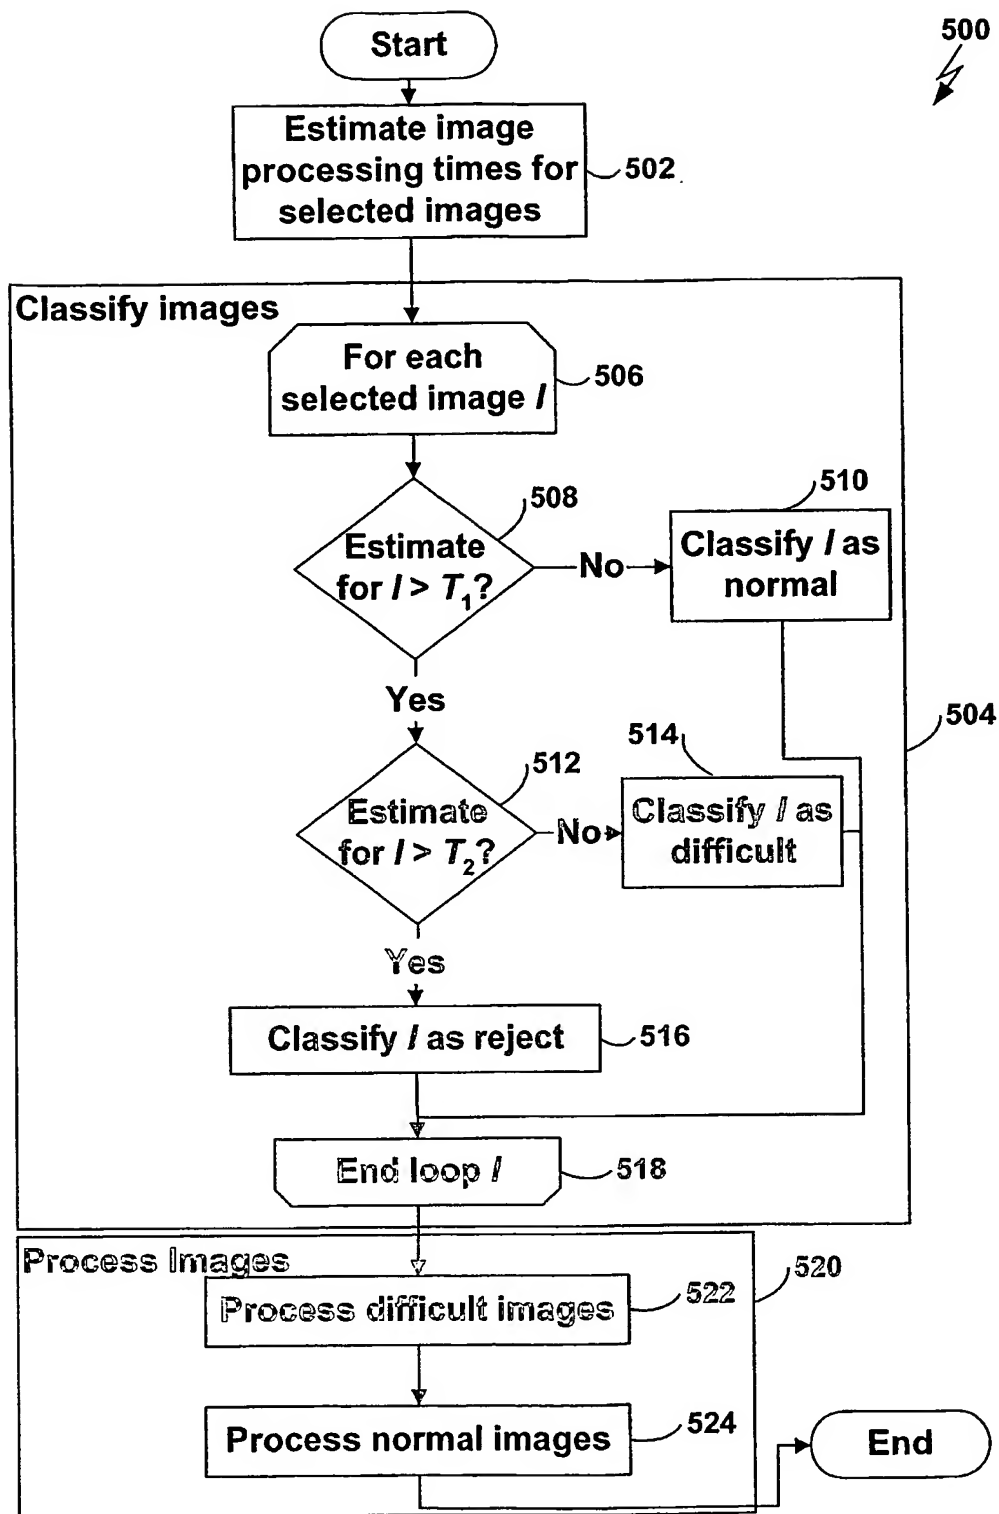 500
Start
Estimate image
processing times for
selected images
502
Classify images
For each
selected image I
506
508
Estimate
for I > T1?
No
510
Classify I as
normal
Yes
504
512
Estimate
for I > T2?
No
514
Classify I as
difficult
Yes
Classify I as reject
516
End loop I
518
Process Images
520
Process difficult images
522
Process normal images
524
End